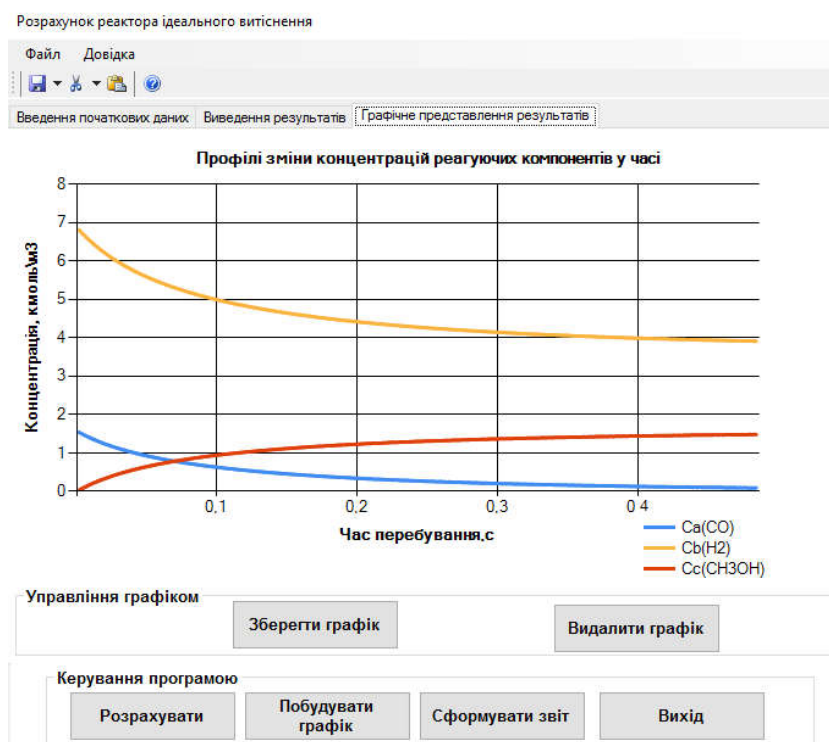 Розрахунок реактора ідеального витіснення
Файл Довідка
Введення початкових даних Виведення результатів Графічне представлення результатів
Профілі зміни концентрацій реагуючих компонентів у часі
Концентрація, кмоль\м3
8
7
6
5
4
3
2
1
0
0,1 0,2 0,3 0 4
Час перебування,с
Ca(CO)
Cb(H2)
Cc(CH3OH)
Управління графіком
Зберегти графік Видалити графік
Керування програмою
Розрахувати Побудувати графік Сформувати звіт Вихід